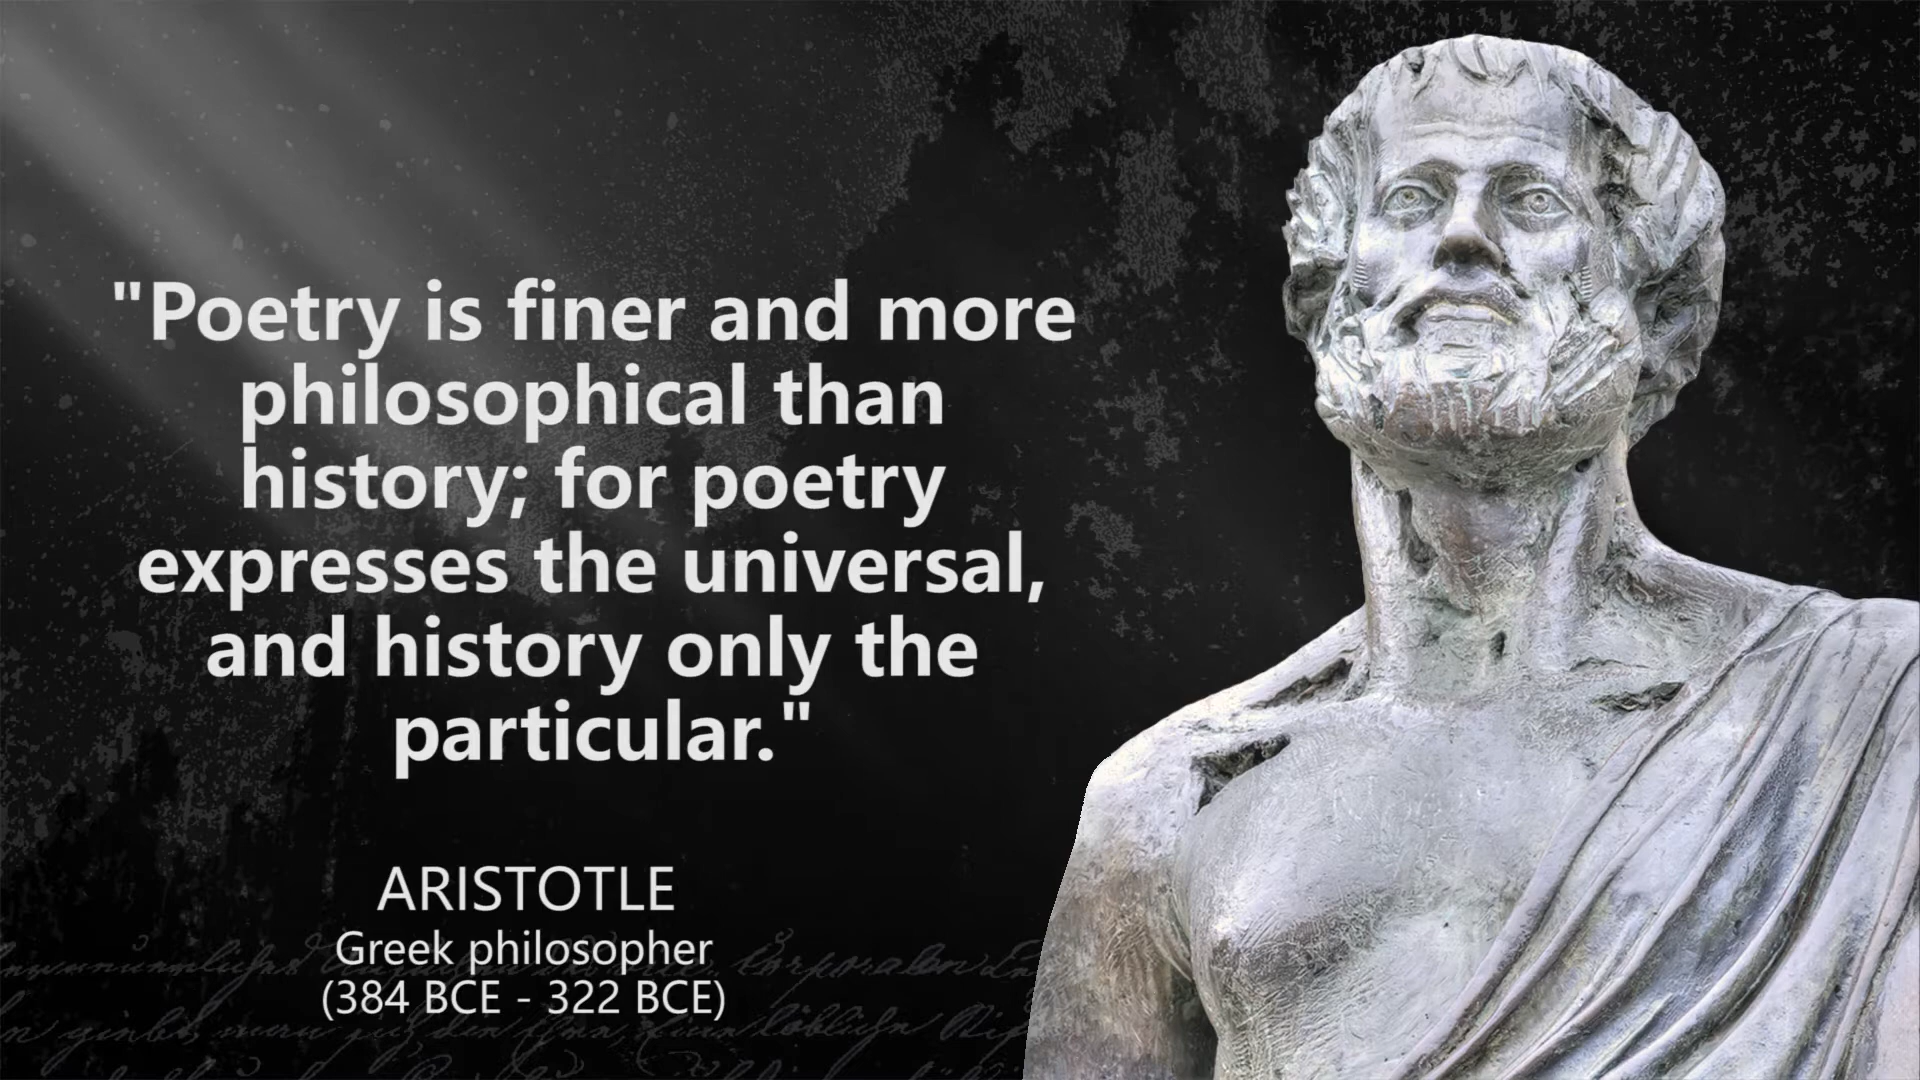 "Poetry is finer and more
philosophical than
history; for poetry
expresses the universal,
and history only the
particular."
ARISTOTLE
Greek philosopher
(384 BCE - 322 BCE)